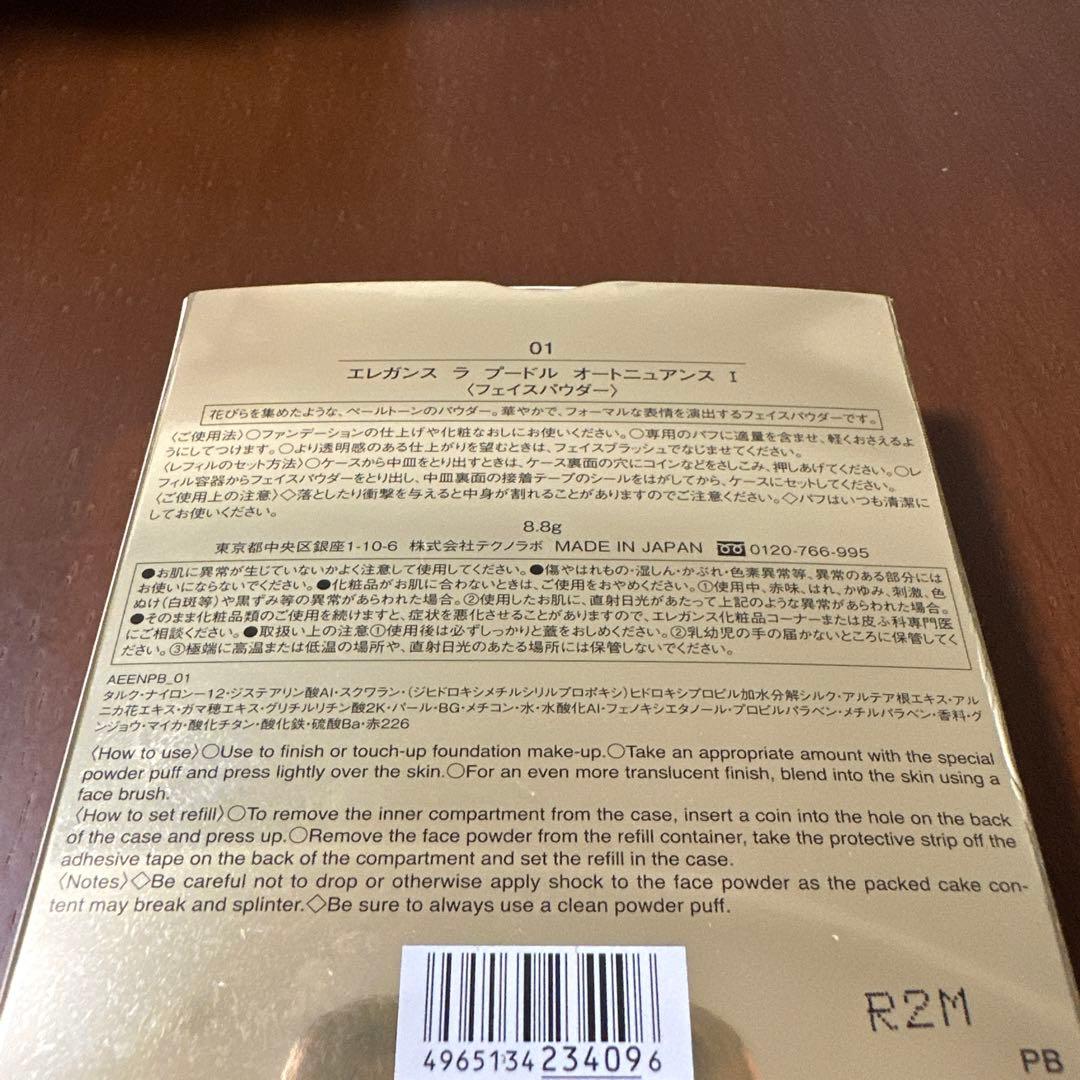 01
エレガンス ラ プードル オートニュアンス I
〈フェイスパウダー〉
花びらを集めたような、ペールトーンのパウダー。華やかで、フォーマルな表情を演出するフェイスパウダーです。
〈ご使用法〉○ファンデーションの仕上げや化粧なおしにお使いください。○専用のパフに適量を含ませ、軽くおさえるよ
うにしてつけます。○より透明感のある仕上がりを望むときは、フェイスブラッシュでなじませてください。
〈レフィルのセット方法〉○ケースから中皿をとり出すときは、ケース裏面の穴にコインなどをさしこみ、押しあげてください。○レ
フィル容器からフェイスパウダーをとり出し、中皿裏面の接着テープのシールをはがしてから、ケースにセットしてください。
〈ご使用上の注意〉◇落としたり衝撃を与えると中身が割れることがありますのでご注意ください。◇パフはいつも清潔に
してお使いください。
8.8g
東京都中央区銀座1-10-6 株式会社テクノラボ MADE IN JAPAN 0120-766-995
●お肌に異常が生じていないかよく注意して使用してください。●傷やはれもの・湿しん・かぶれ・色素異常等、異常のある部分には
お使いにならないでください。●化粧品がお肌に合わないときは、ご使用をおやめください。①使用中、赤味、はれ、かゆみ、刺激、色
ぬけ(白斑等)や黒ずみ等の異常があらわれた場合。②使用したお肌に、直射日光があたって上記のような異常があらわれた場合。
●そのまま化粧品類のご使用を続けますと、症状を悪化させることがありますので、エレガンス化粧品コーナーまたは皮ふ科専門医
にご相談ください。●取扱い上の注意①使用後は必ずしっかりと蓋をおしめください。②乳幼児の手の届かないところに保管してく
ださい。③極端に高温または低温の場所や、直射日光のあたる場所には保管しないでください。
AEENPB_01
タルク・ナイロン-12・ジステアリン酸Al・スクワラン・(ジヒドロキシメチルシリルプロポキシ)ヒドロキシプロピル加水分解シルク・アルテア根エキス・アル
ニカ花エキス・ガマ穂エキス・グリチルリチン酸2K・パール・BG・メチコン・水・水酸化Al・フェノキシエタノール・プロピルパラベン・メチルパラベン・香料・グ
ンジョウ・マイカ・酸化チタン・酸化鉄・硫酸Ba・赤226
〈How to use〉○Use to finish or touch-up foundation make-up.○Take an appropriate amount with the special
powder puff and press lightly over the skin.○For an even more translucent finish, blend into the skin using a
face brush.
〈How to set refill〉○To remove the inner compartment from the case, insert a coin into the hole on the back
of the case and press up.○Remove the face powder from the refill container, take the protective strip off the
adhesive tape on the back of the compartment and set the refill in the case.
〈Notes〉◇Be careful not to drop or otherwise apply shock to the face powder as the packed cake con-
tent may break and splinter.◇Be sure to always use a clean powder puff.
R2M
4965134234096
PB